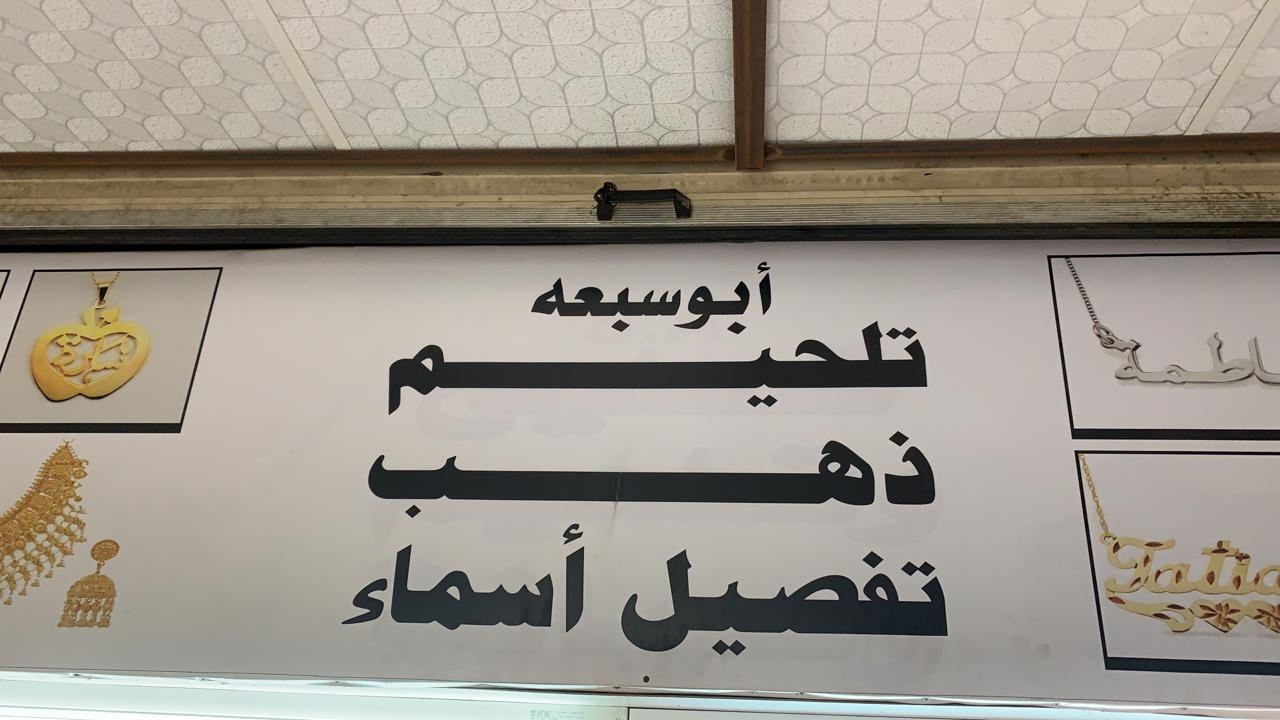 أبوسبعه
تلحيم
ذهب
تفصيل أسماء